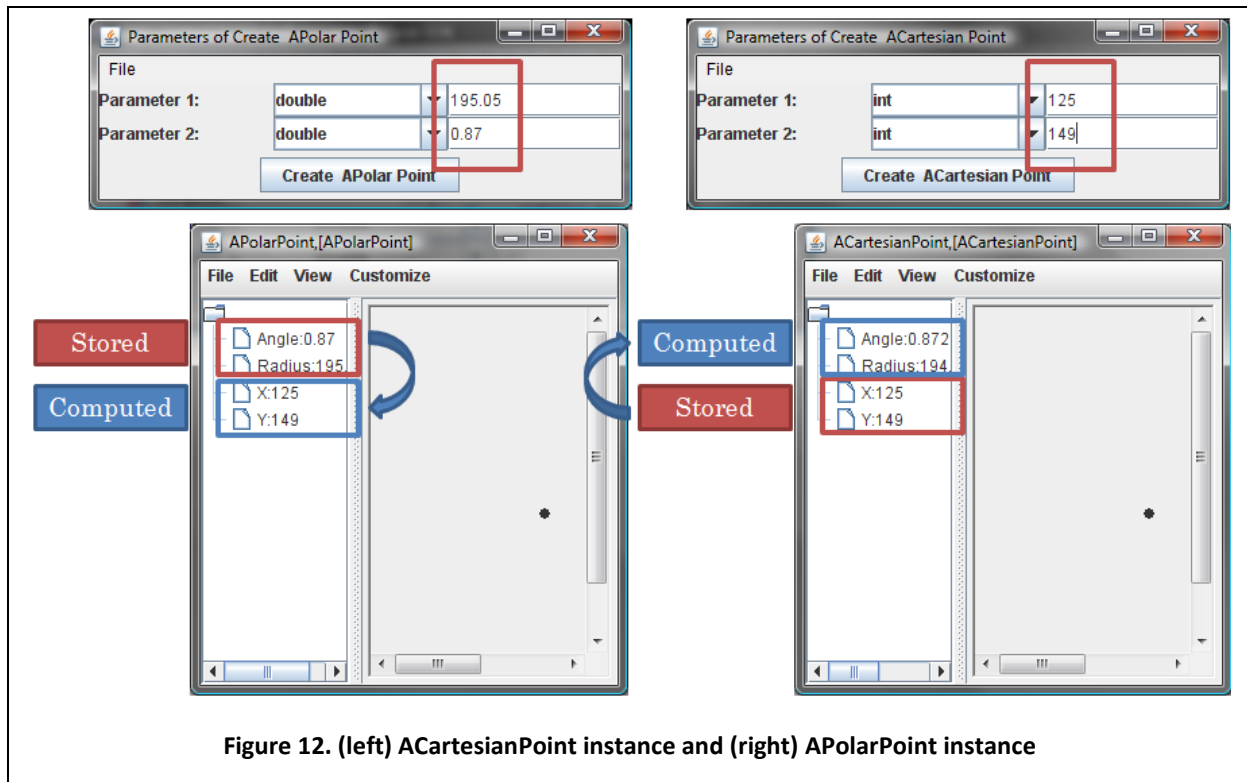 Parameters of Create APolar Point
File
Parameter 1: double 195.05
Parameter 2: double 0.87
Create APolar Point
Parameters of Create ACartesian Point
File
Parameter 1: int 125
Parameter 2: int 149
Create ACartesian Point
APolarPoint,[APolarPoint]
File Edit View Customize
Stored
Angle:0.87
Radius:195.
Computed
X:125
Y:149
ACartesianPoint,[ACartesianPoint]
File Edit View Customize
Computed
Angle:0.872
Radius:194.
Stored
X:125
Y:149
Figure 12. (left) ACartesianPoint instance and (right) APolarPoint instance